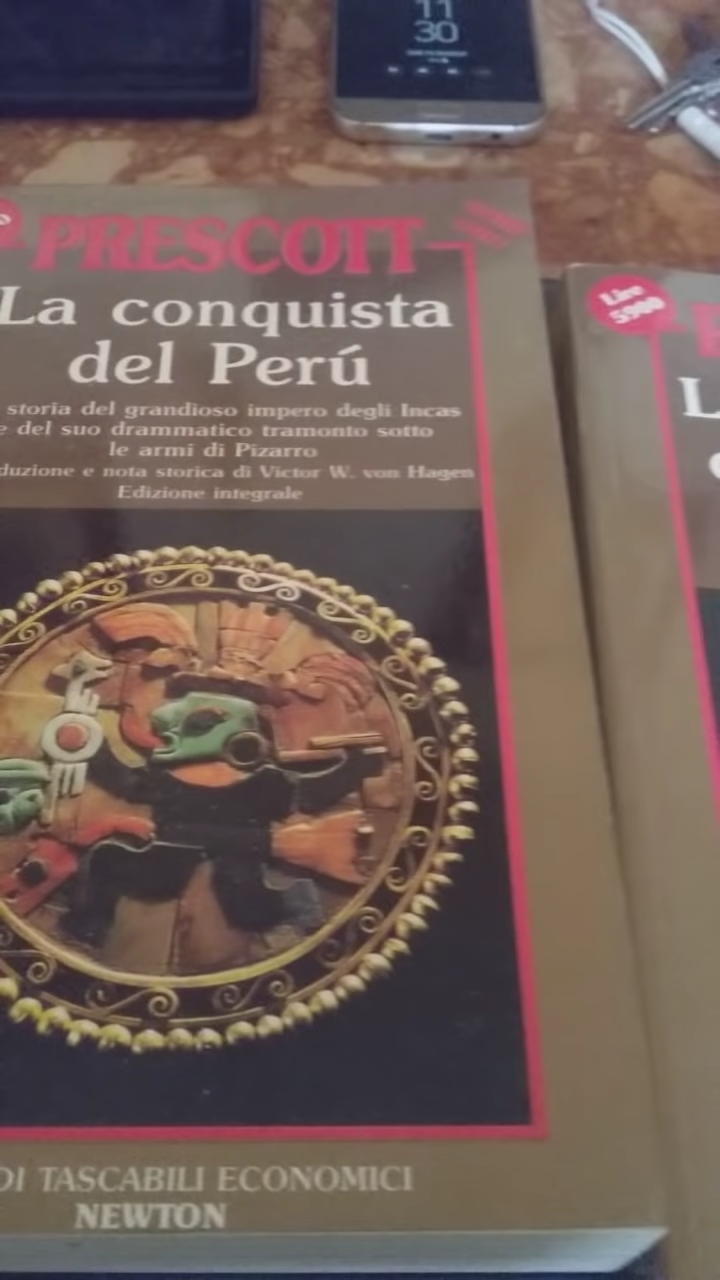 11
30
PRESCOTT
La conquista
del Perú
storia del grandioso impero degli Incas
e del suo drammatico tramonto sotto
le armi di Pizarro
duzione e nota storica di Victor W. von Hagen
Edizione integrale
DI TASCABILI ECONOMICI
NEWTON
Lire
5900
L